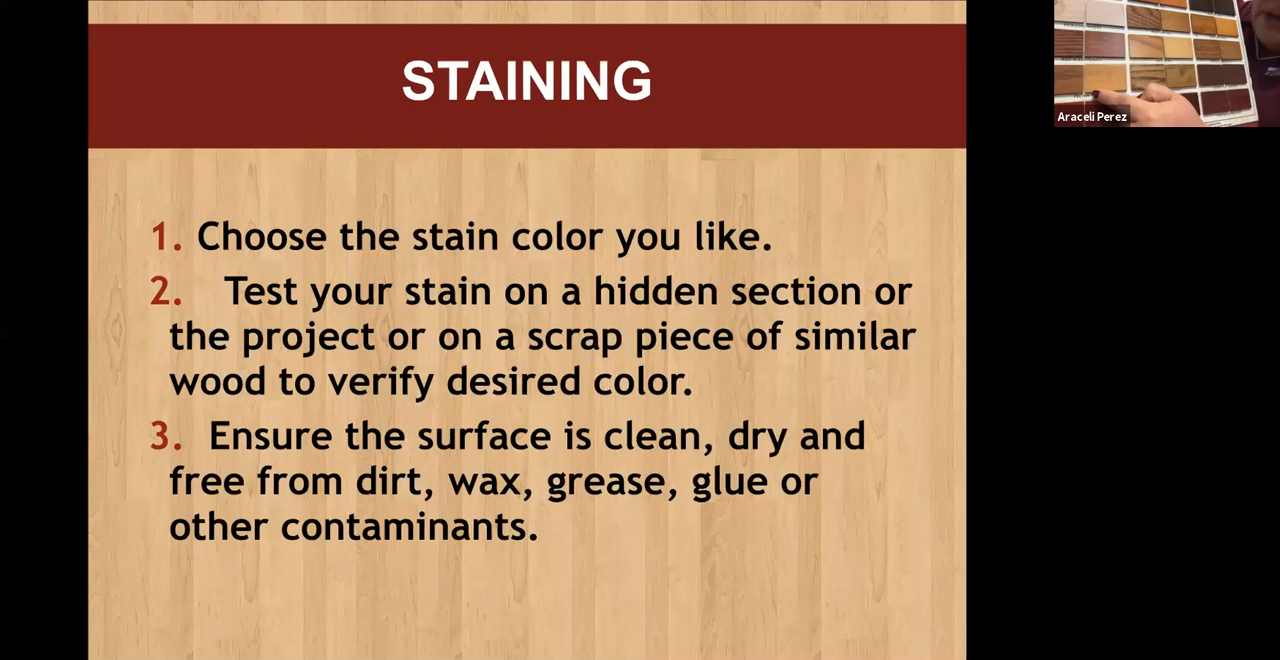 STAINING
1. Choose the stain color you like.
2. Test your stain on a hidden section or
the project or on a scrap piece of similar
wood to verify desired color.
3. Ensure the surface is clean, dry and
free from dirt, wax, grease, glue or
other contaminants.
Araceli Perez